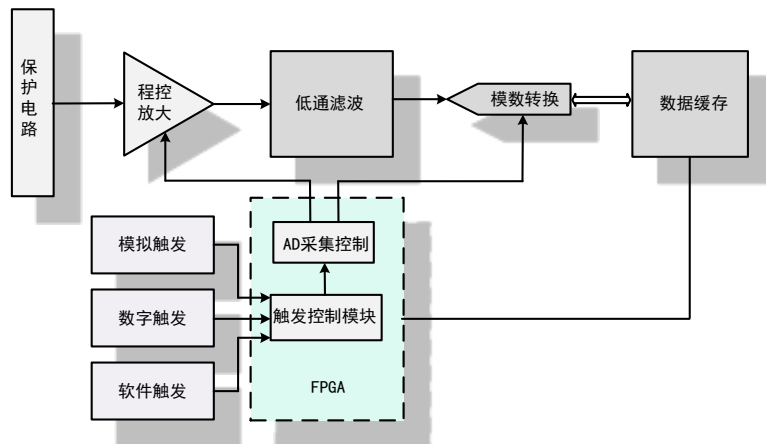 保护电路
程控
放大
低通滤波
模数转换
数据缓存
模拟触发
AD采集控制
数字触发
触发控制模块
软件触发
FPGA